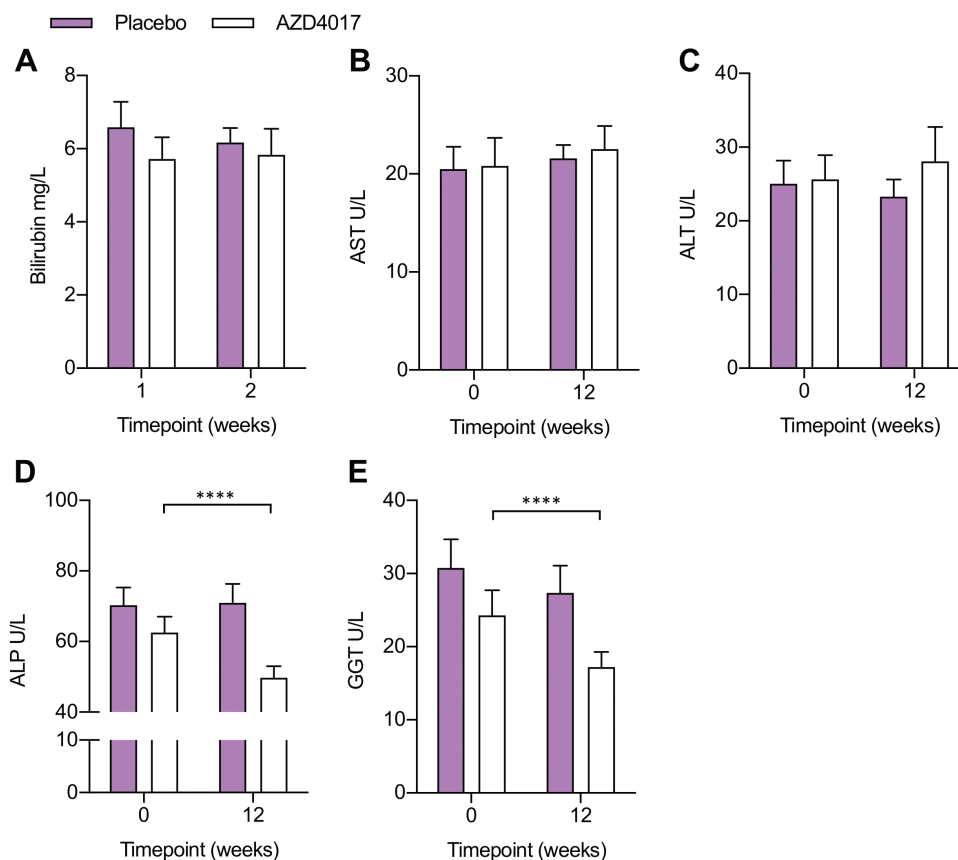 Placebo AZD4017
A
Bilirubin mg/L
8
6
4
2
0
1 2
Timepoint (weeks)
B
AST U/L
30
20
10
0
0 12
Timepoint (weeks)
C
ALT U/L
40
30
20
10
0
0 12
Timepoint (weeks)
D
ALP U/L
100
80
60
40
10
0
****
0 12
Timepoint (weeks)
E
GGT U/L
40
30
20
10
0
****
0 12
Timepoint (weeks)